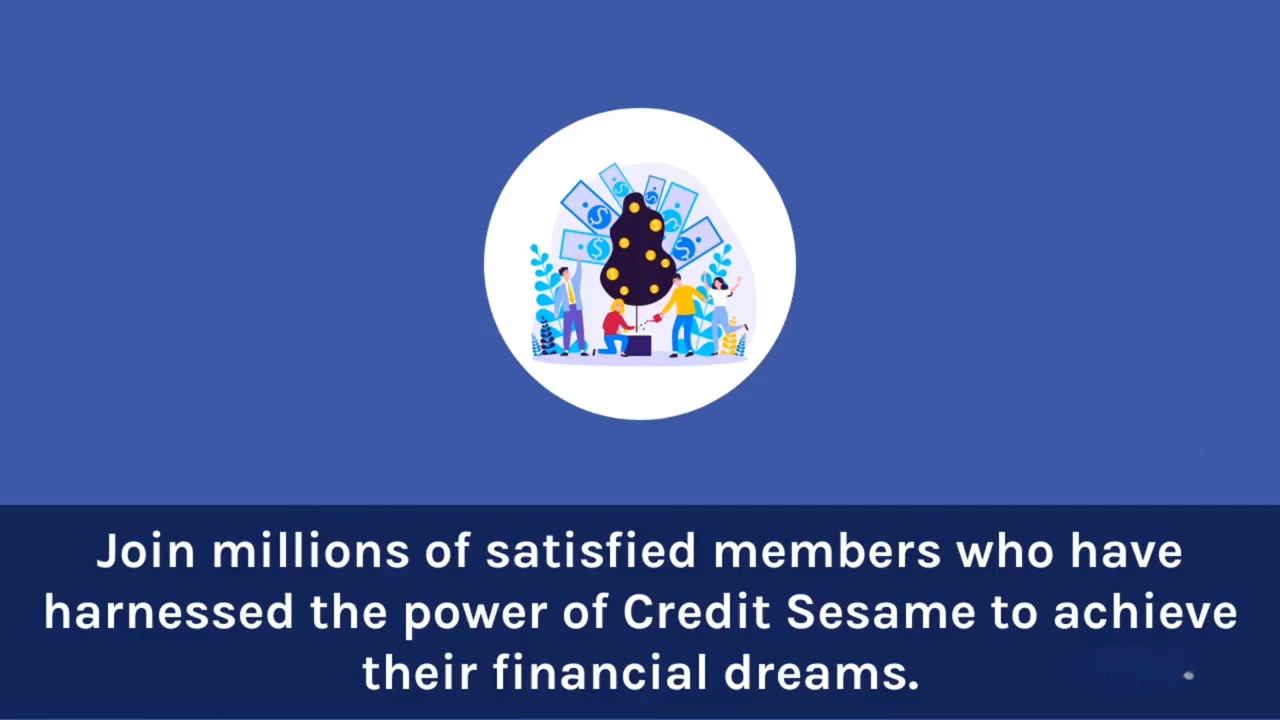 Join millions of satisfied members who have
harnessed the power of Credit Sesame to achieve
their financial dreams.